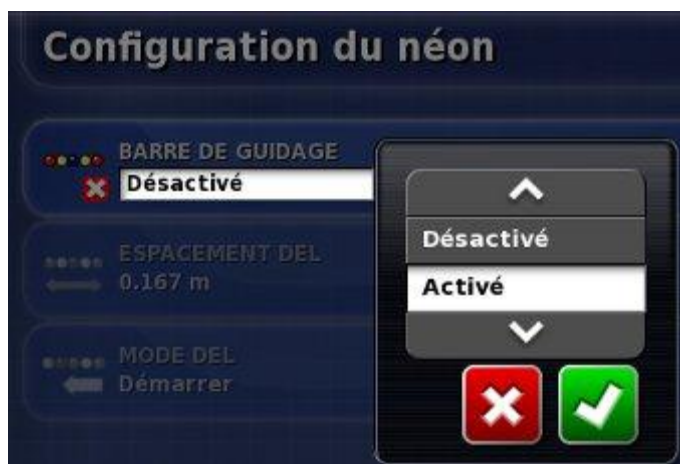 Configuration du néon
BARRE DE GUIDAGE
Désactivé
ESPACEMENT DEL
0.167 m
MODE DEL
Démarrer
Désactivé
Activé